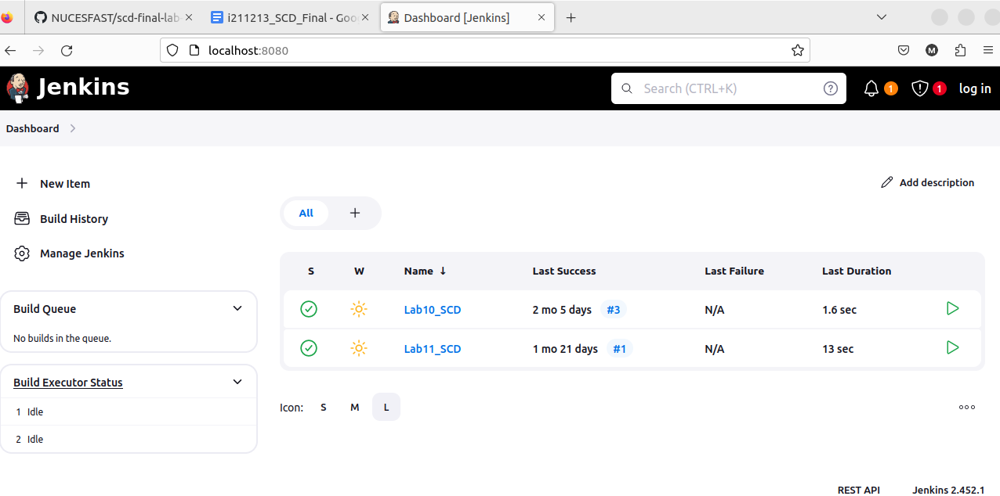 NUCESFAST/scd-final-lab- i211213_SCD_Final - Goo Dashboard [Jenkins]
localhost:8080 M
Jenkins Search (CTRL+K) ? 1 1 log in
Dashboard
New Item
Build History
Manage Jenkins
Build Queue
No builds in the queue.
Build Executor Status
1 Idle
2 Idle
Add description
All +
S W Name ↓ Last Success Last Failure Last Duration
Lab10_SCD 2 mo 5 days #3 N/A 1.6 sec
Lab11_SCD 1 mo 21 days #1 N/A 13 sec
Icon: S M L
REST API Jenkins 2.452.1